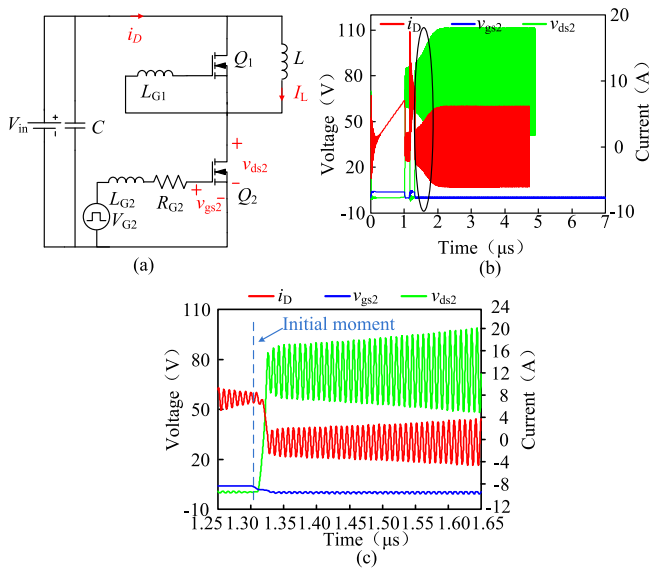 i_D
Q_1
L
L_G1
I_L
V_in
C
v_ds2
L_G2
R_G2
v_gs2
Q_2
V_G2
(a)
i_D v_gs2 v_ds2
Voltage（V）
110
80
50
20
-10
Current（A）
20
15
10
5
0
-5
-10
0 1 2 3 4 5 6 7
Time（μs）
(b)
i_D v_gs2 v_ds2
Initial moment
Voltage（V）
110
80
50
20
-10
Current（A）
24
20
16
12
8
4
0
-4
-8
-12
1.25 1.30 1.35 1.40 1.45 1.50 1.55 1.60 1.65
Time（μs）
(c)